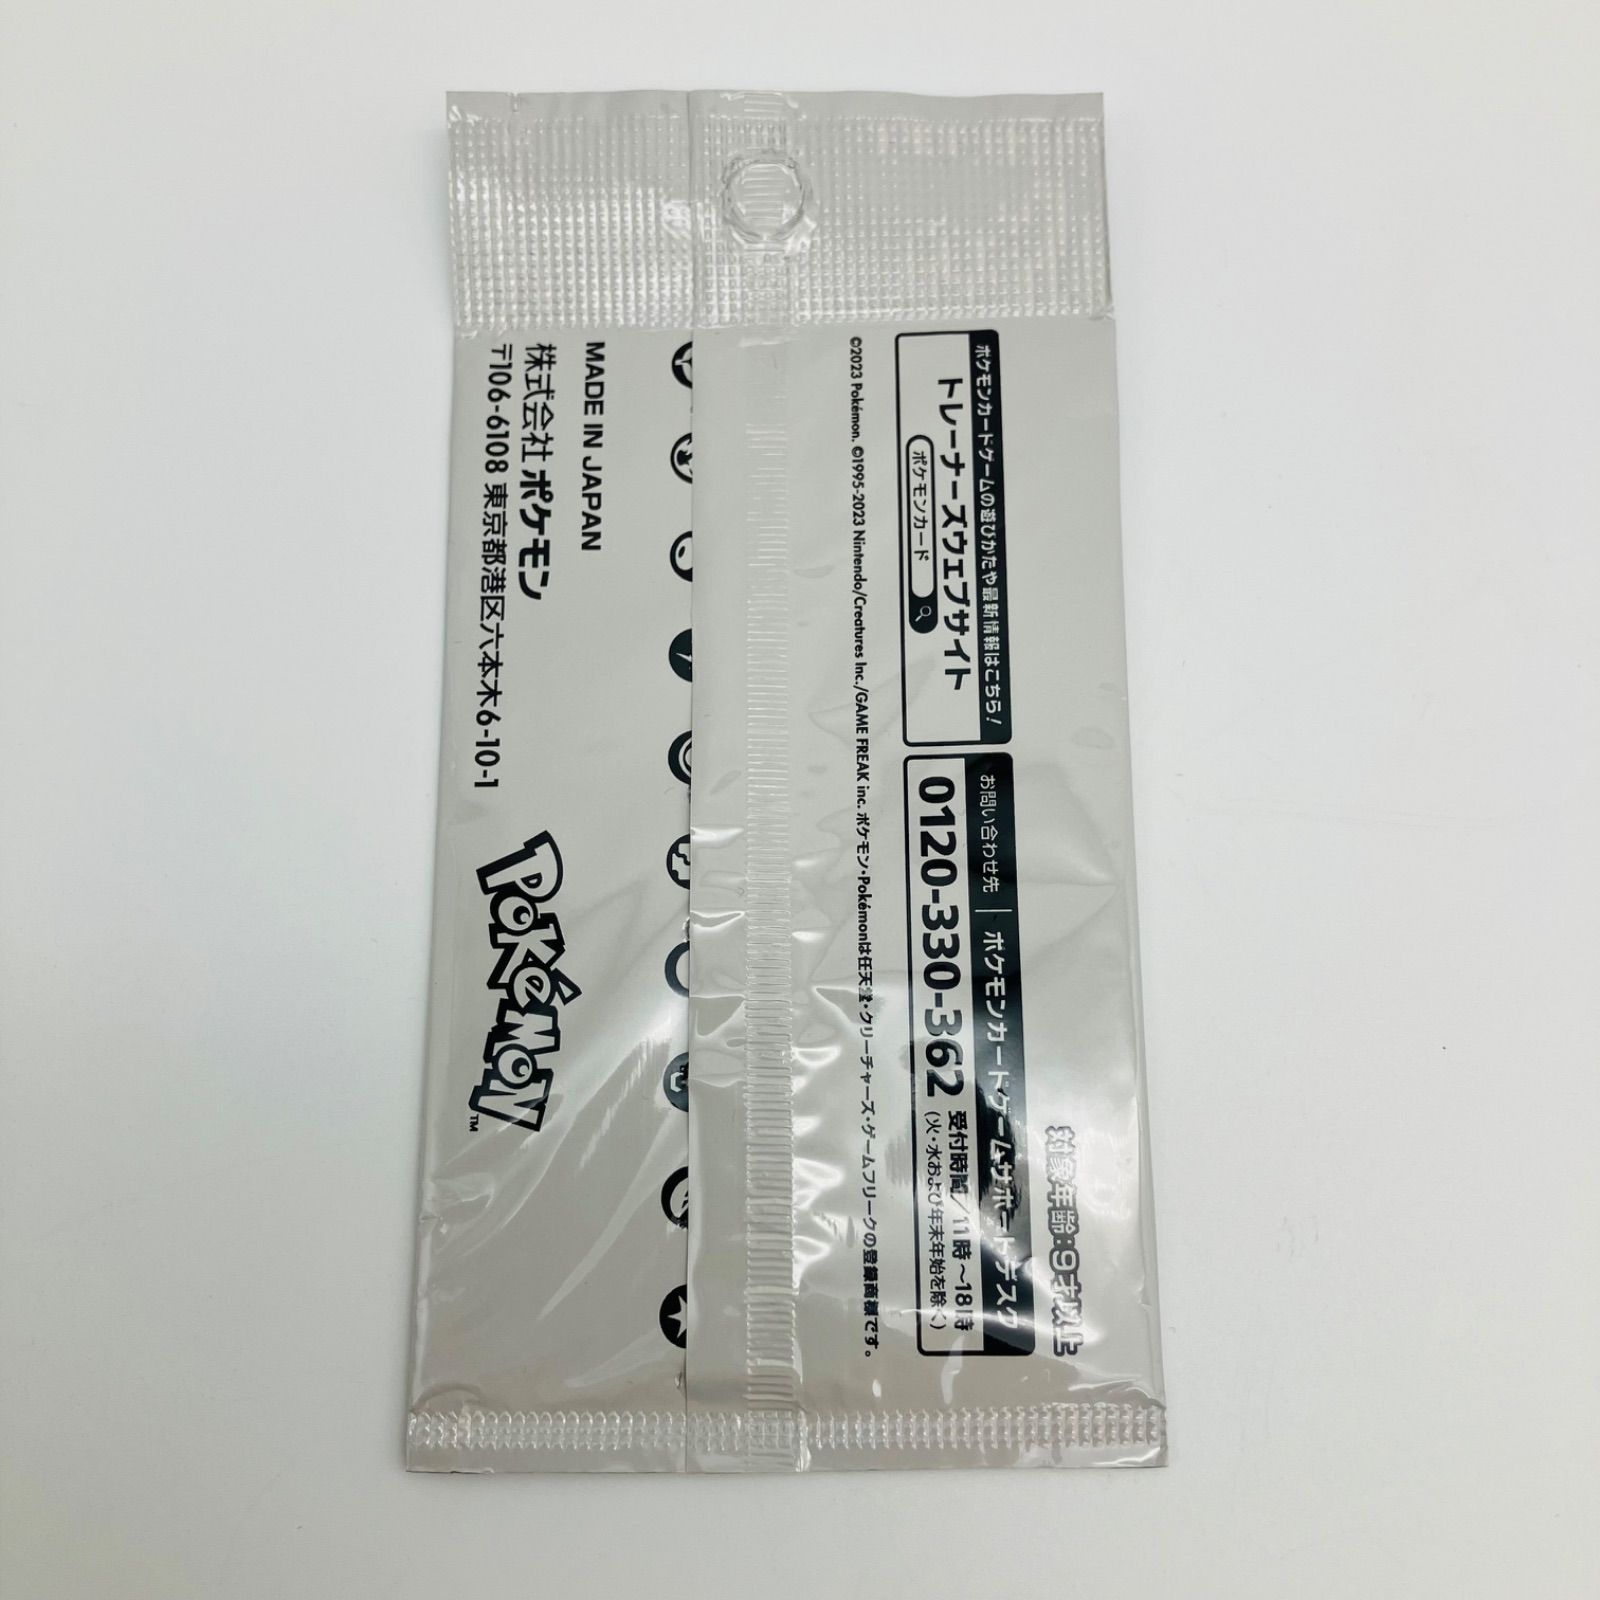 対象年齢:9才以上
ポケモンカードゲームの遊びかたや最新情報はこちら!
トレーナーズウェブサイト
ポケモンカード
お問い合わせ先 | ポケモンカードゲームサポートデスク
0120-330-362 受付時間/11時~18時
(火・水および年末年始を除く)
©2023 Pokémon. ©1995-2023 Nintendo/Creatures Inc./GAME FREAK inc. ポケモン・Pokémonは任天堂・クリーチャーズ・ゲームフリークの登録商標です。
MADE IN JAPAN
株式会社 ポケモン
〒106-6108 東京都港区六本木6-10-1
POKéMON™